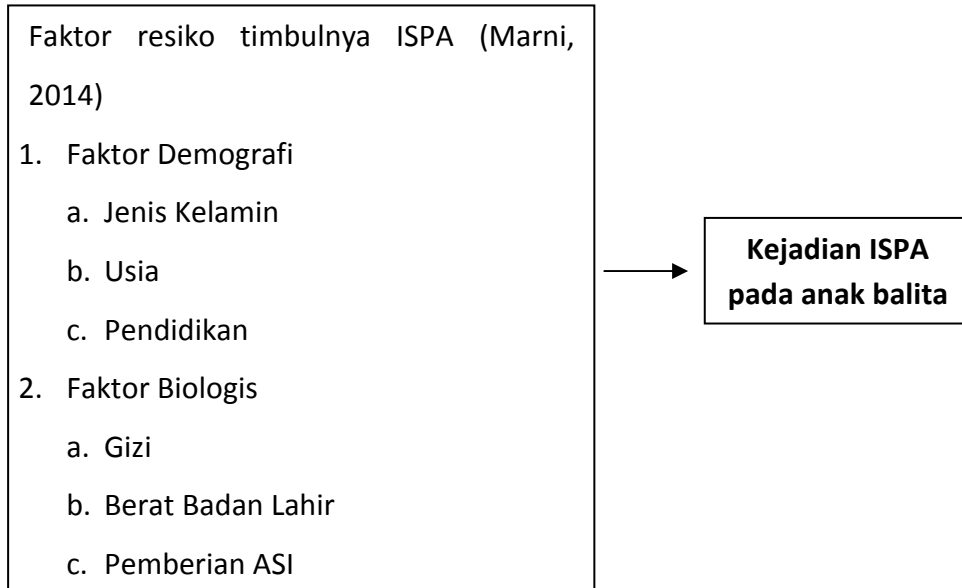 Faktor resiko timbulnya ISPA (Marni,
2014)
1. Faktor Demografi
a. Jenis Kelamin
b. Usia
c. Pendidikan
2. Faktor Biologis
a. Gizi
b. Berat Badan Lahir
c. Pemberian ASI
Kejadian ISPA
pada anak balita